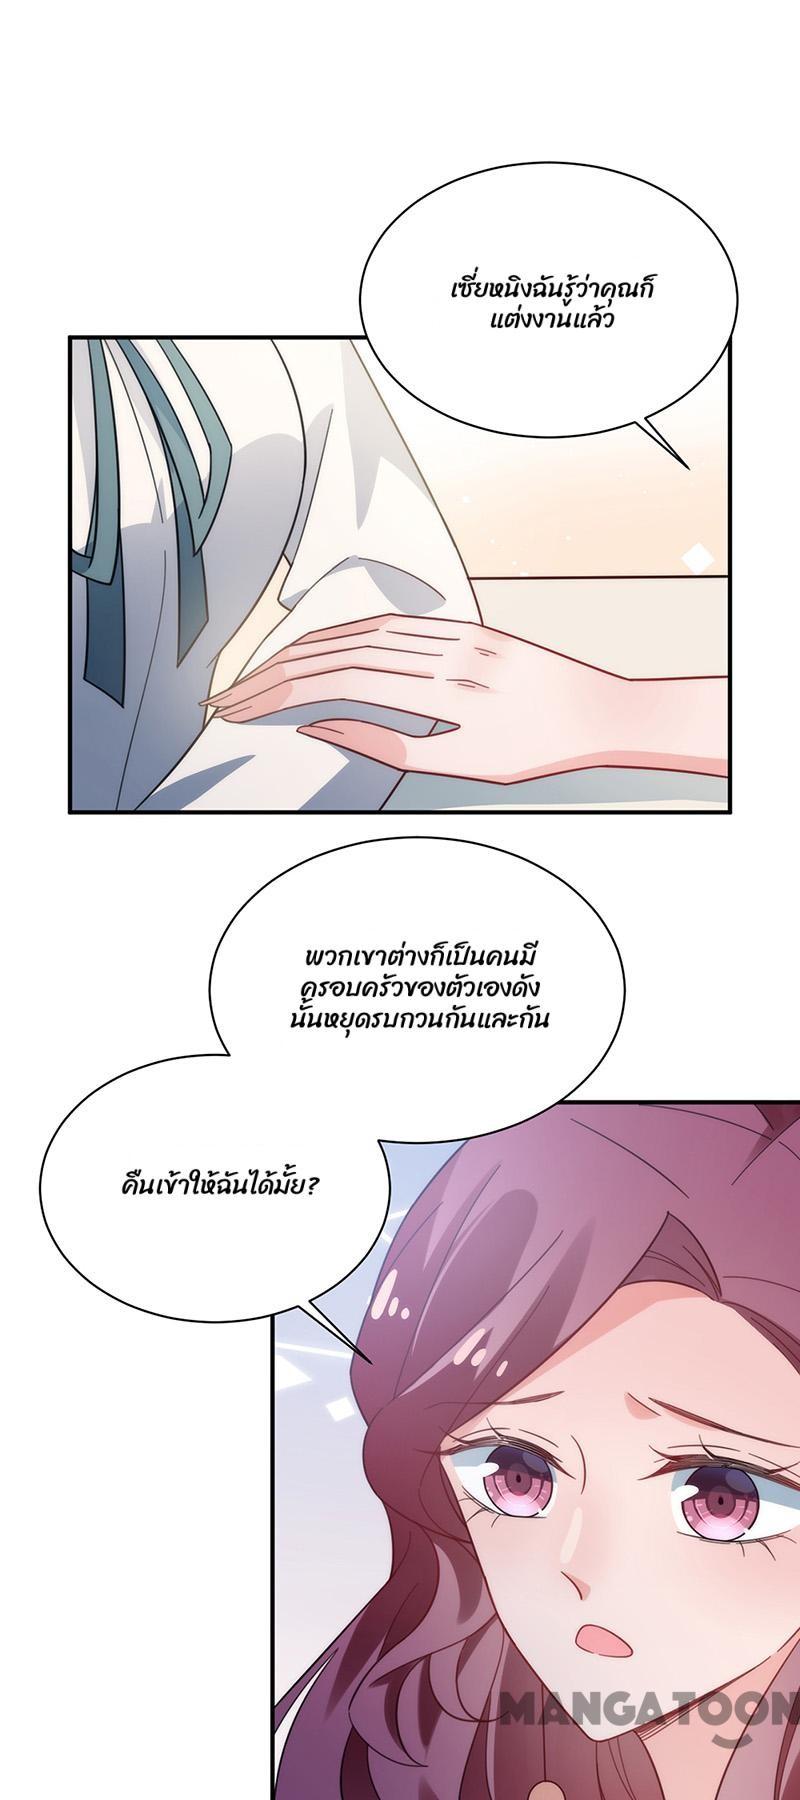 เซี่ยหนิงฉันรู้ว่าคุณก็
แต่งงานแล้ว
พวกเขาต่างก็เป็นคนมี
ครอบครัวของตัวเองดัง
นั้นหยุดรบกวนกันและกัน
คืนเข้าให้ฉันได้มั้ย?
MANGATOON